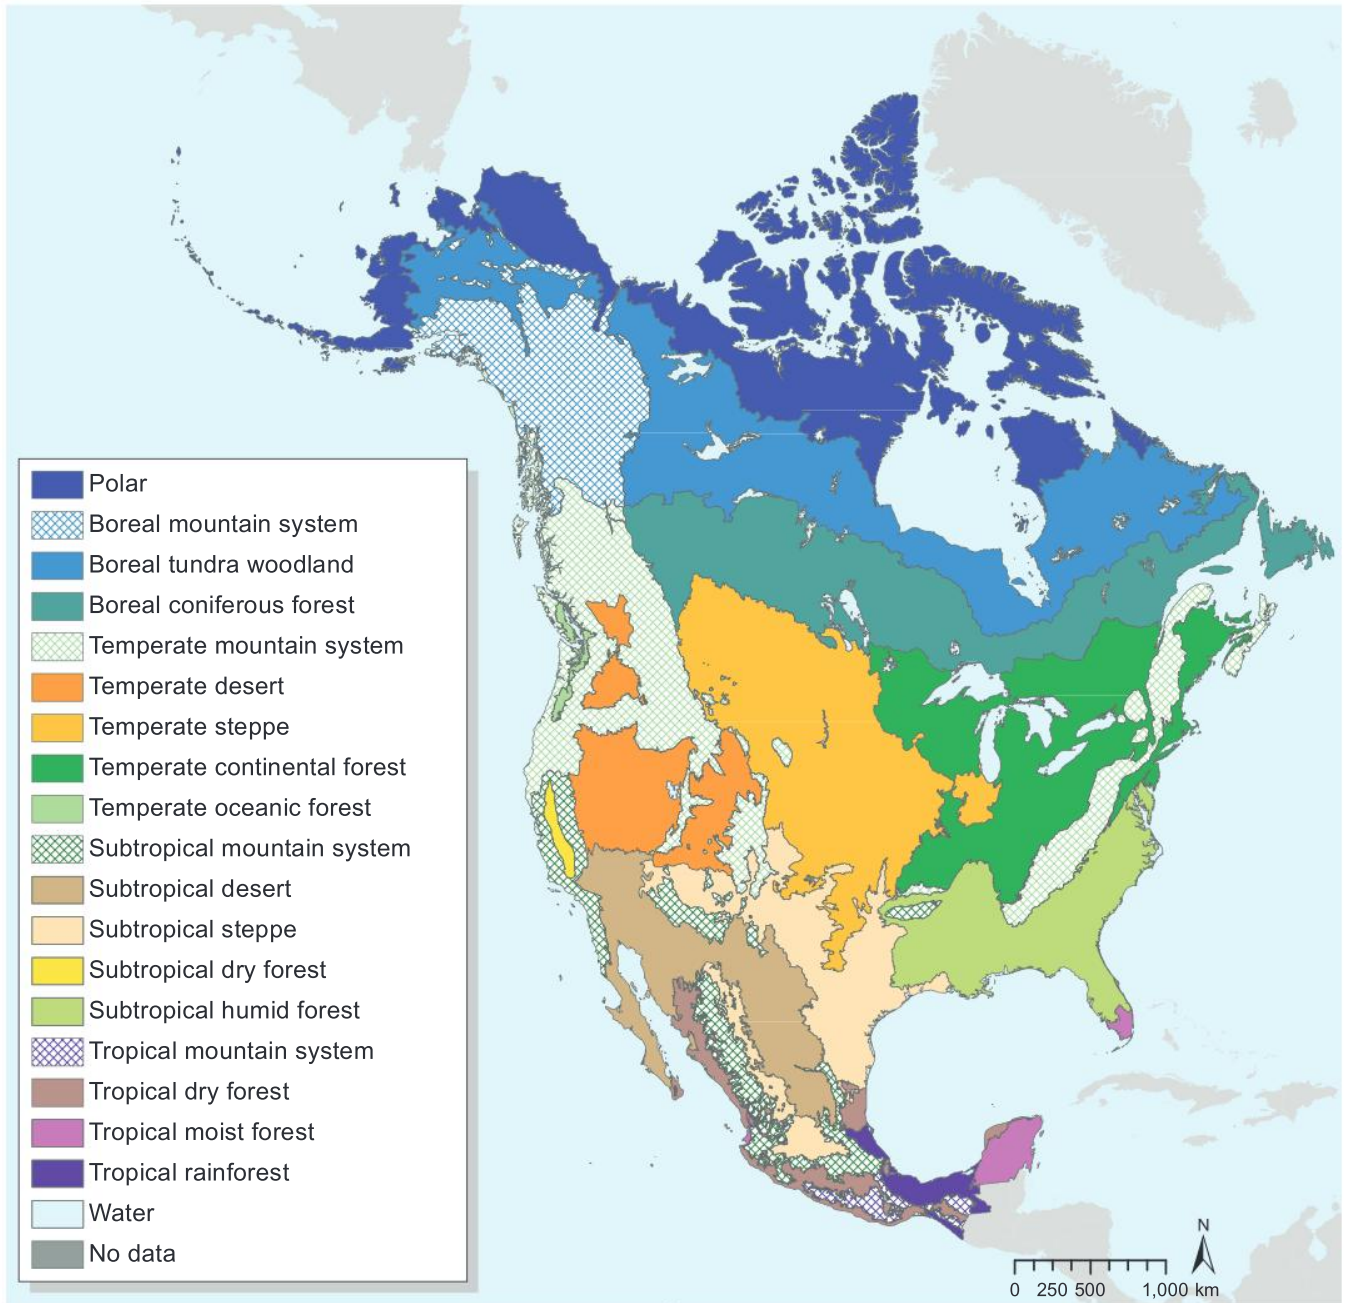 Polar
Boreal mountain system
Boreal tundra woodland
Boreal coniferous forest
Temperate mountain system
Temperate desert
Temperate steppe
Temperate continental forest
Temperate oceanic forest
Subtropical mountain system
Subtropical desert
Subtropical steppe
Subtropical dry forest
Subtropical humid forest
Tropical mountain system
Tropical dry forest
Tropical moist forest
Tropical rainforest
Water
No data
N
0 250 500 1,000 km